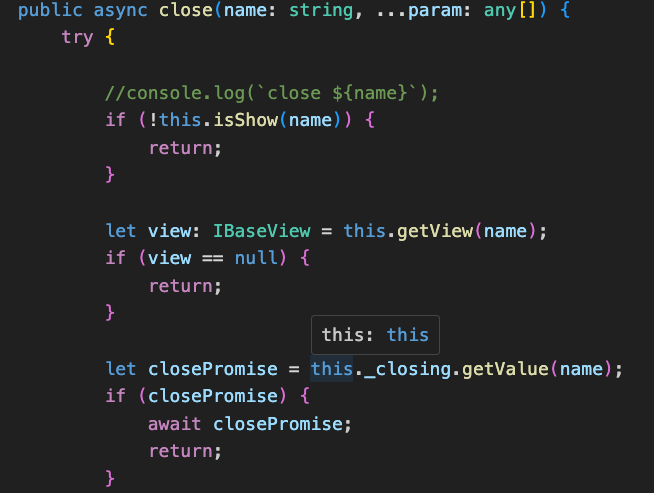 public async close(name: string, ...param: any[]) {
    try {
        //console.log(`close ${name}`);
        if (!this.isShow(name)) {
            return;
        }
        let view: IBaseView = this.getView(name);
        if (view == null) {
            return;
        }
this: this
        let closePromise = this._closing.getValue(name);
        if (closePromise) {
            await closePromise;
            return;
        }